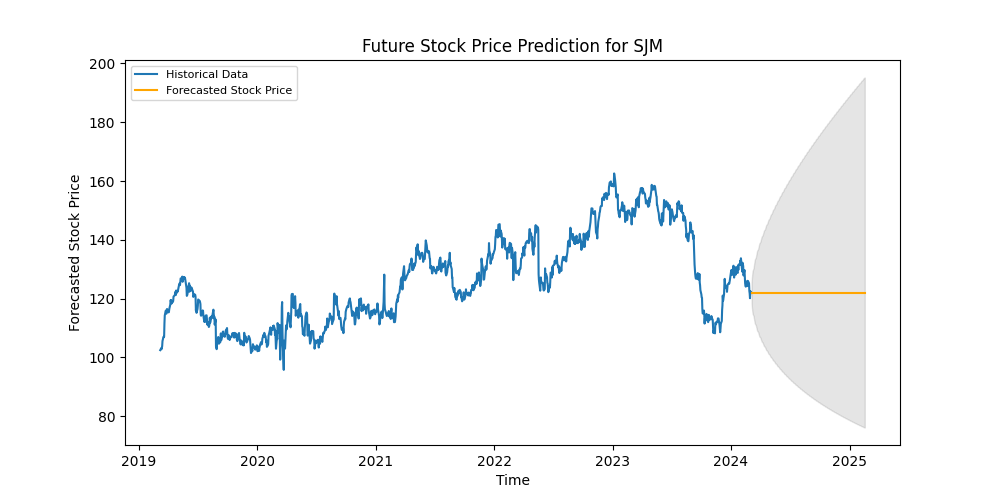 Future Stock Price Prediction for SJM
Historical Data
Forecasted Stock Price
200
180
160
140
120
100
80
Forecasted Stock Price
2019 2020 2021 2022 2023 2024 2025
Time